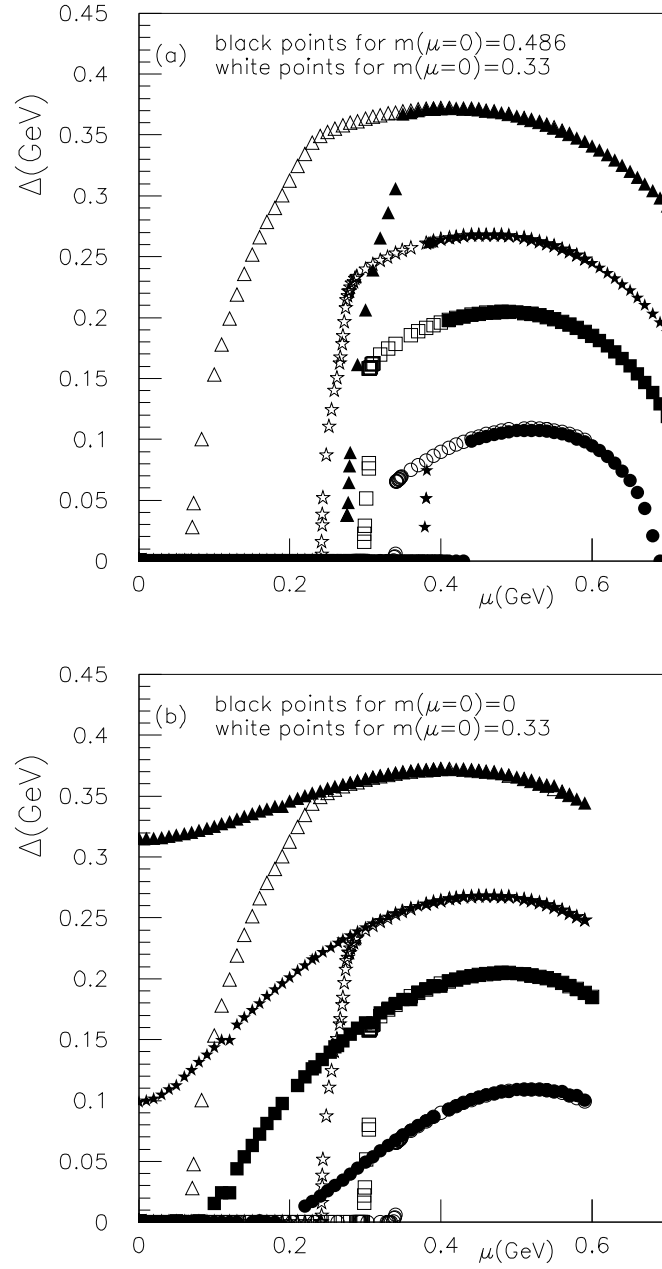 0.45
(a)
black points for m(μ=0)=0.486
white points for m(μ=0)=0.33
0.4
0.35
0.3
0.25
0.2
0.15
0.1
0.05
0
Δ(GeV)
0 0.2 0.4 0.6
μ(GeV)
0.45
(b)
black points for m(μ=0)=0
white points for m(μ=0)=0.33
0.4
0.35
0.3
0.25
0.2
0.15
0.1
0.05
0
Δ(GeV)
0 0.2 0.4 0.6
μ(GeV)